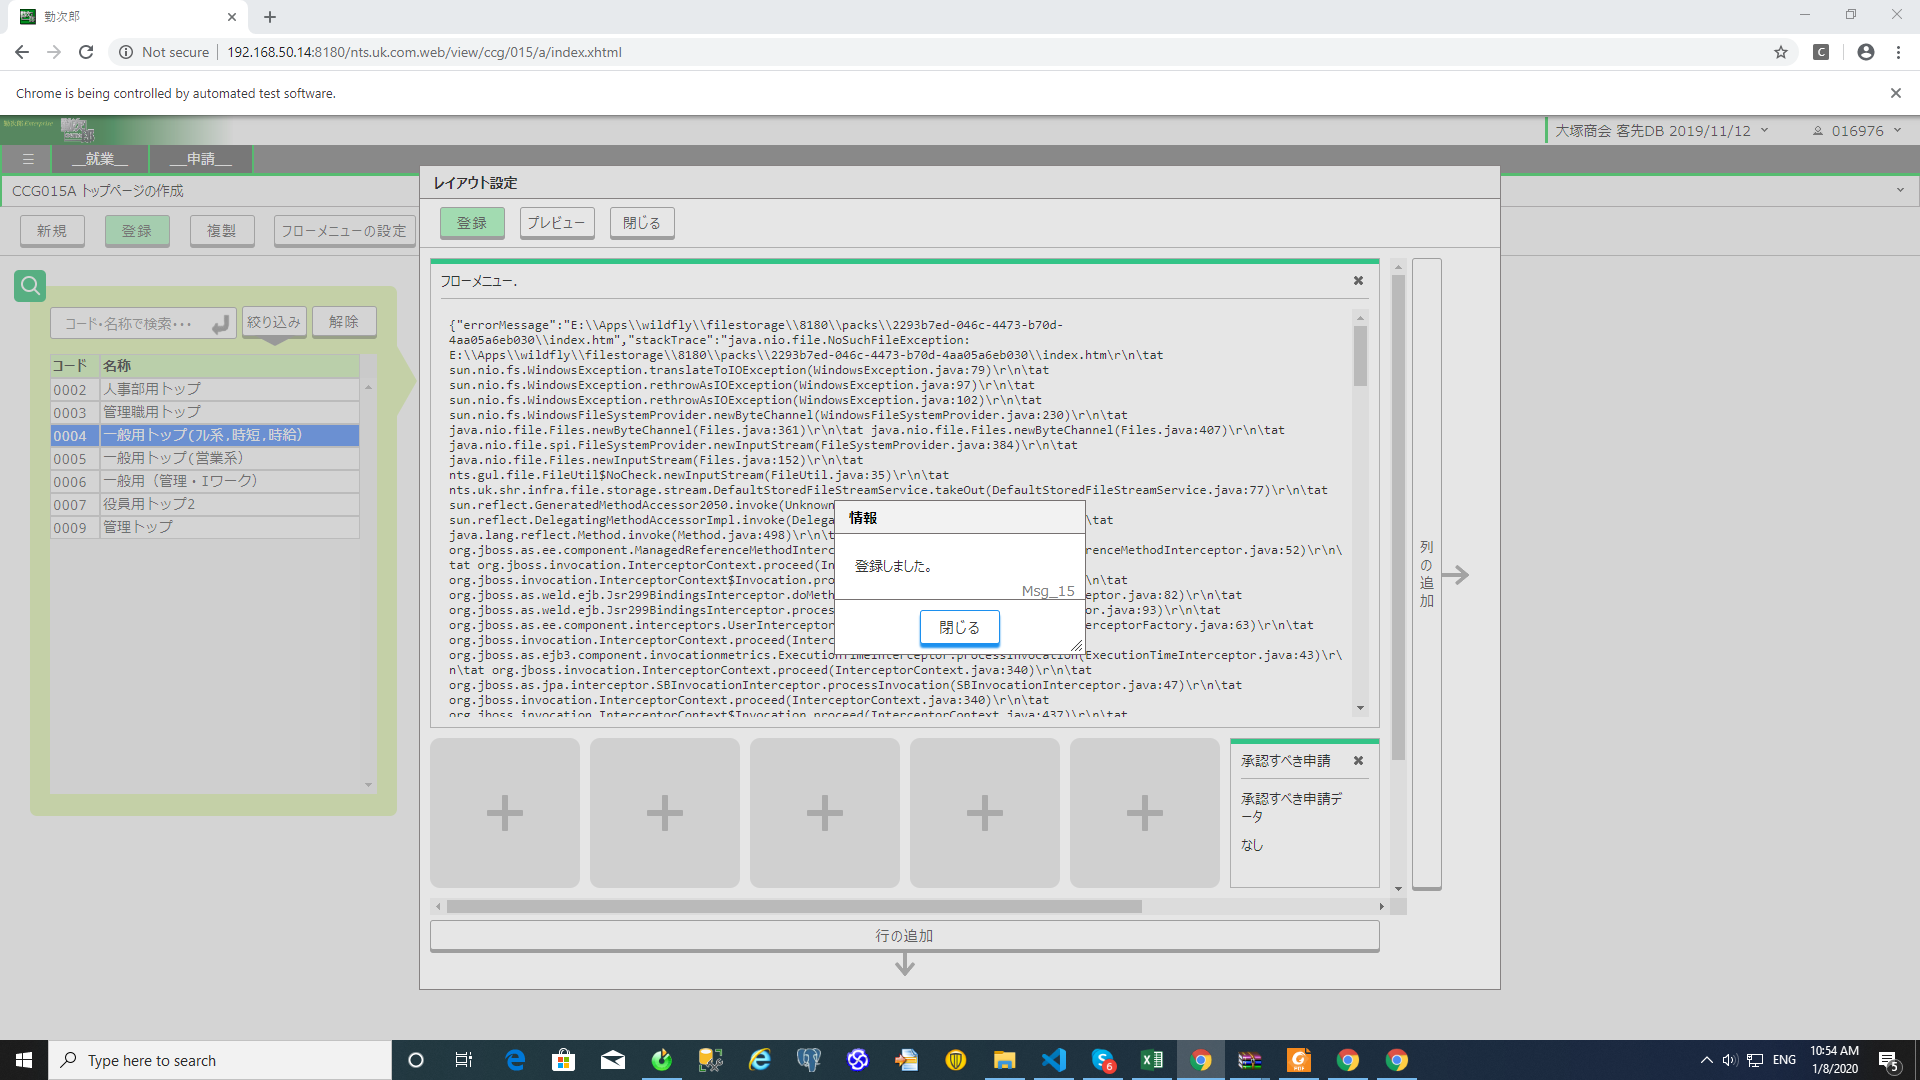 勤次郎
Not secure
192.168.50.14:8180/nts.uk.com.web/view/ccg/015/a/index.xhtml
Chrome is being controlled by automated test software.
大塚商会 客先DB 2019/11/12
016976
__就業__
__申請__
CCG015A トップページの作成
新規
登録
複製
フローメニューの設定
コード・名称で検索･･･
絞り込み
解除
コード 名称
0002 人事部用トップ
0003 管理職用トップ
0004 一般用トップ(ﾌﾚ系,時短,時給)
0005 一般用トップ(営業系)
0006 一般用（管理・Iワーク）
0007 役員用トップ2
0009 管理トップ
レイアウト設定
登録
プレビュー
閉じる
フローメニュー.
{"errorMessage":"E:\\Apps\\wildfly\\filestorage\\8180\\packs\\2293b7ed-046c-4473-b70d-
4aa05a6eb030\\index.htm","stackTrace":"java.nio.file.NoSuchFileException:
E:\\Apps\\wildfly\\filestorage\\8180\\packs\\2293b7ed-046c-4473-b70d-4aa05a6eb030\\index.htm\r\n\tat
sun.nio.fs.WindowsException.translateToIOException(WindowsException.java:79)\r\n\tat
sun.nio.fs.WindowsException.rethrowAsIOException(WindowsException.java:97)\r\n\tat
sun.nio.fs.WindowsException.rethrowAsIOException(WindowsException.java:102)\r\n\tat
sun.nio.fs.WindowsFileSystemProvider.newByteChannel(WindowsFileSystemProvider.java:230)\r\n\tat
java.nio.file.Files.newByteChannel(Files.java:361)\r\n\tat java.nio.file.Files.newByteChannel(Files.java:407)\r\n\tat
java.nio.file.spi.FileSystemProvider.newInputStream(FileSystemProvider.java:384)\r\n\tat
java.nio.file.Files.newInputStream(Files.java:152)\r\n\tat
nts.gul.file.FileUtil$NoCheck.newInputStream(FileUtil.java:35)\r\n\tat
nts.uk.shr.infra.file.storage.stream.DefaultStoredFileStreamService.takeOut(DefaultStoredFileStreamService.java:77)\r\n\tat
sun.reflect.GeneratedMethodAccessor2050.invoke(Unknown
sun.reflect.DelegatingMethodAccessorImpl.invoke(Delega \tat
java.lang.reflect.Method.invoke(Method.java:498)\r\n\t
org.jboss.as.ee.component.ManagedReferenceMethodInterc renceMethodInterceptor.java:52)\r\n\
tat org.jboss.invocation.InterceptorContext.proceed(In
org.jboss.invocation.InterceptorContext$Invocation.pro \tat
org.jboss.as.weld.ejb.Jsr299BindingsInterceptor.doMeth ptor.java:82)\r\n\tat
org.jboss.as.weld.ejb.Jsr299BindingsInterceptor.proces or.java:93)\r\n\tat
org.jboss.as.ee.component.interceptors.UserInterceptor erceptorFactory.java:63)\r\n\tat
org.jboss.invocation.InterceptorContext.proceed(Interc
org.jboss.as.ejb3.component.invocationmetrics.ExecutionTimeInterceptor.processInvocation(ExecutionTimeInterceptor.java:43)\r\
n\tat org.jboss.invocation.InterceptorContext.proceed(InterceptorContext.java:340)\r\n\tat
org.jboss.as.jpa.interceptor.SBInvocationInterceptor.processInvocation(SBInvocationInterceptor.java:47)\r\n\tat
org.jboss.invocation.InterceptorContext.proceed(InterceptorContext.java:340)\r\n\tat
org.jboss.invocation.InterceptorContext$Invocation.proceed(InterceptorContext.java:437)\r\n\tat
情報
登録しました。
Msg_15
閉じる
列の追加
承認すべき申請
承認すべき申請デ
ータ
なし
行の追加
Type here to search
6
ENG
10:54 AM
1/8/2020
5